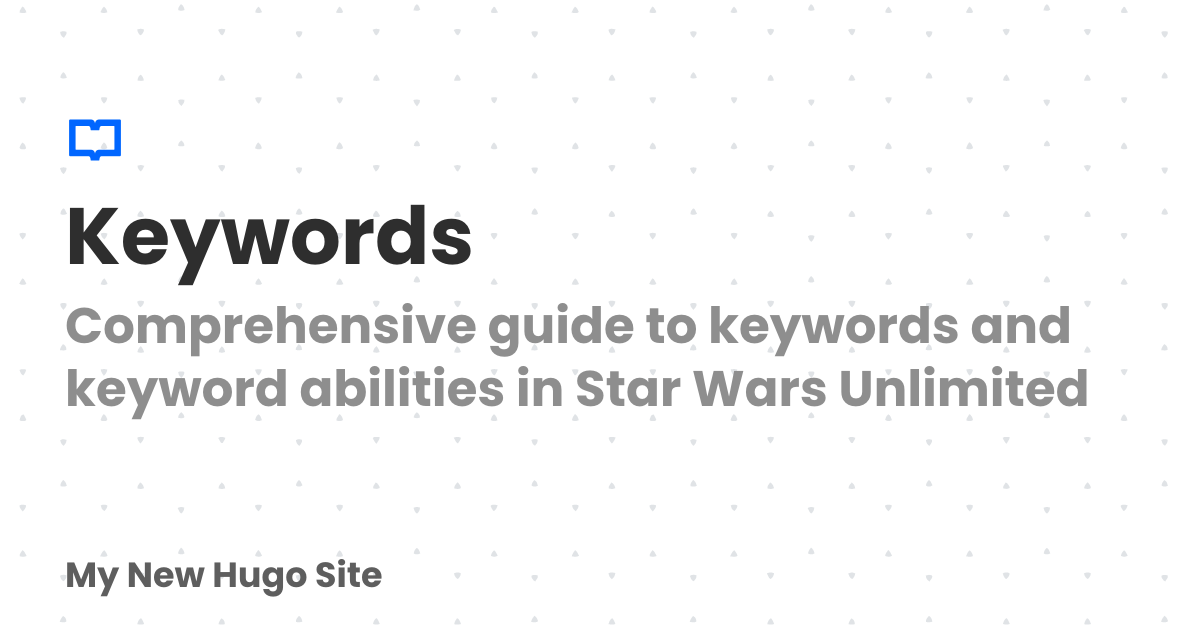 Keywords
Comprehensive guide to keywords and
keyword abilities in Star Wars Unlimited
My New Hugo Site